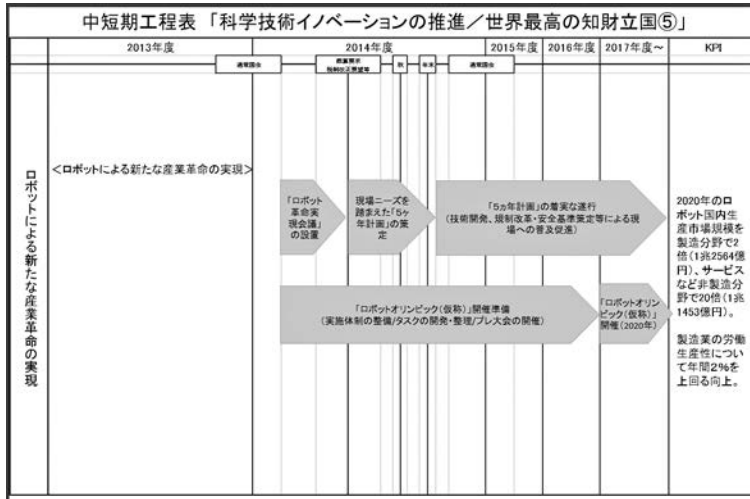 中短期工程表 「科学技術イノベーションの推進／世界最高の知財立国⑤」
2013年度
2014年度
2015年度
2016年度
2017年度～
KPI
通常国会
概算要求
税制改正要望等
秋
年末
通常国会
ロボットによる新たな産業革命の実現
＜ロボットによる新たな産業革命の実現＞
「ロボット
革命実
現会議」
の設置
現場ニーズを
踏まえた「5ヶ
年計画」の策
定
「5ヵ年計画」の着実な遂行
(技術開発、規制改革・安全基準策定等による現
場への普及促進)
「ロボットオリンピック(仮称)」開催準備
(実施体制の整備/タスクの開発・整理/プレ大会の開催)
「ロボットオリン
ピック(仮称)」
開催(2020年)
2020年のロ
ボット国内生
産市場規模を
製造分野で2
倍(1兆2564億
円)、サービス
など非製造分
野で20倍(1兆
1453億円)。
製造業の労働
生産性につい
て年間2%を
上回る向上。